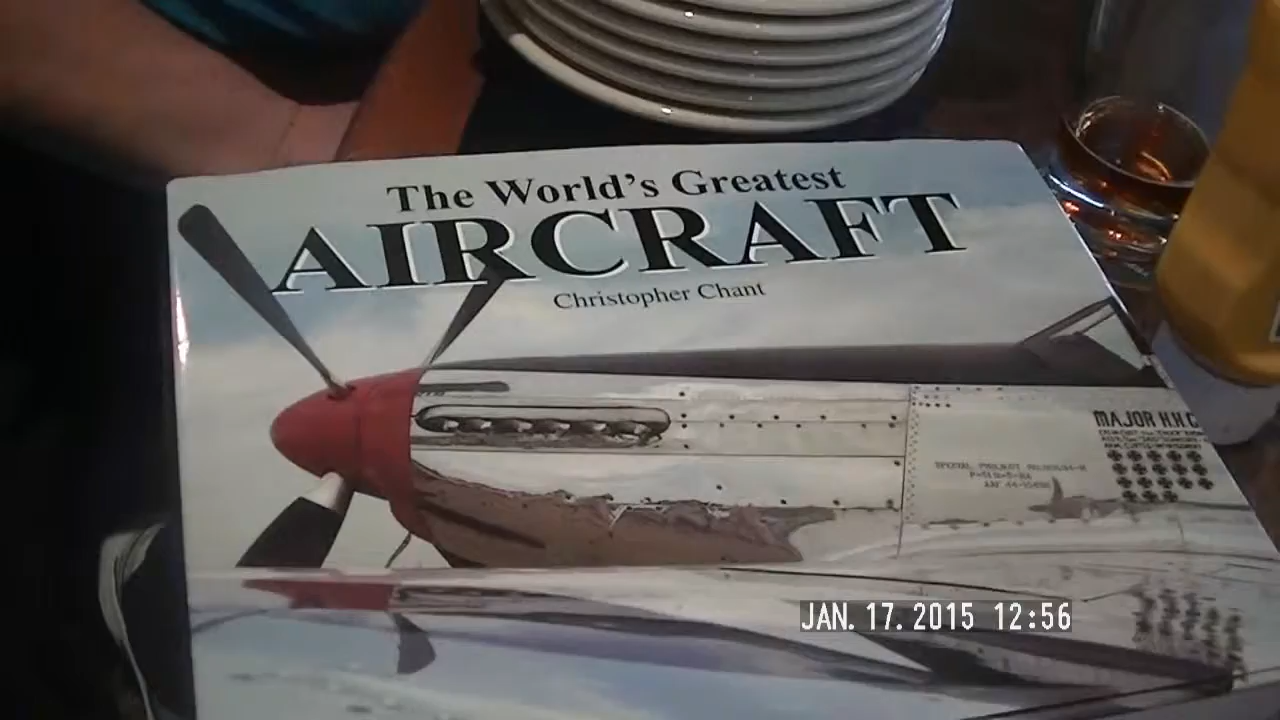 The World's Greatest
AIRCRAFT
Christopher Chant
MAJOR H.H.C
JAN. 17. 2015 12:56